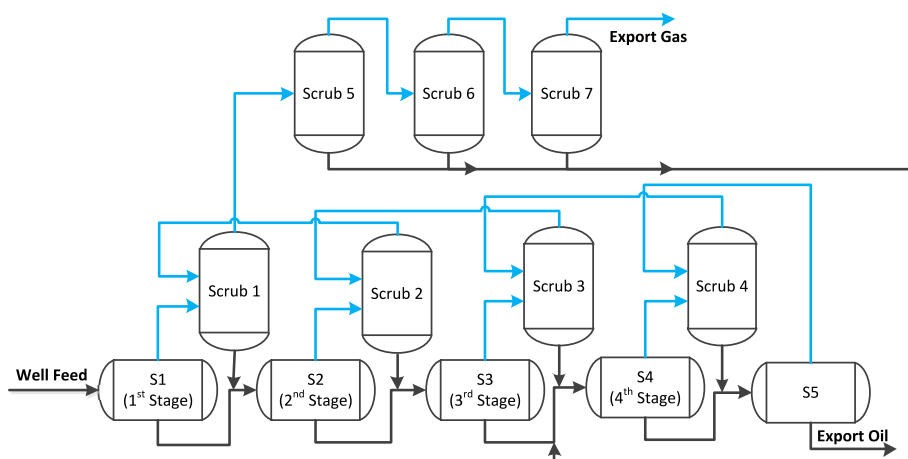 Export Gas
Scrub 5
Scrub 6
Scrub 7
Scrub 1
Scrub 2
Scrub 3
Scrub 4
Well Feed
S1
(1st Stage)
S2
(2nd Stage)
S3
(3rd Stage)
S4
(4th Stage)
S5
Export Oil